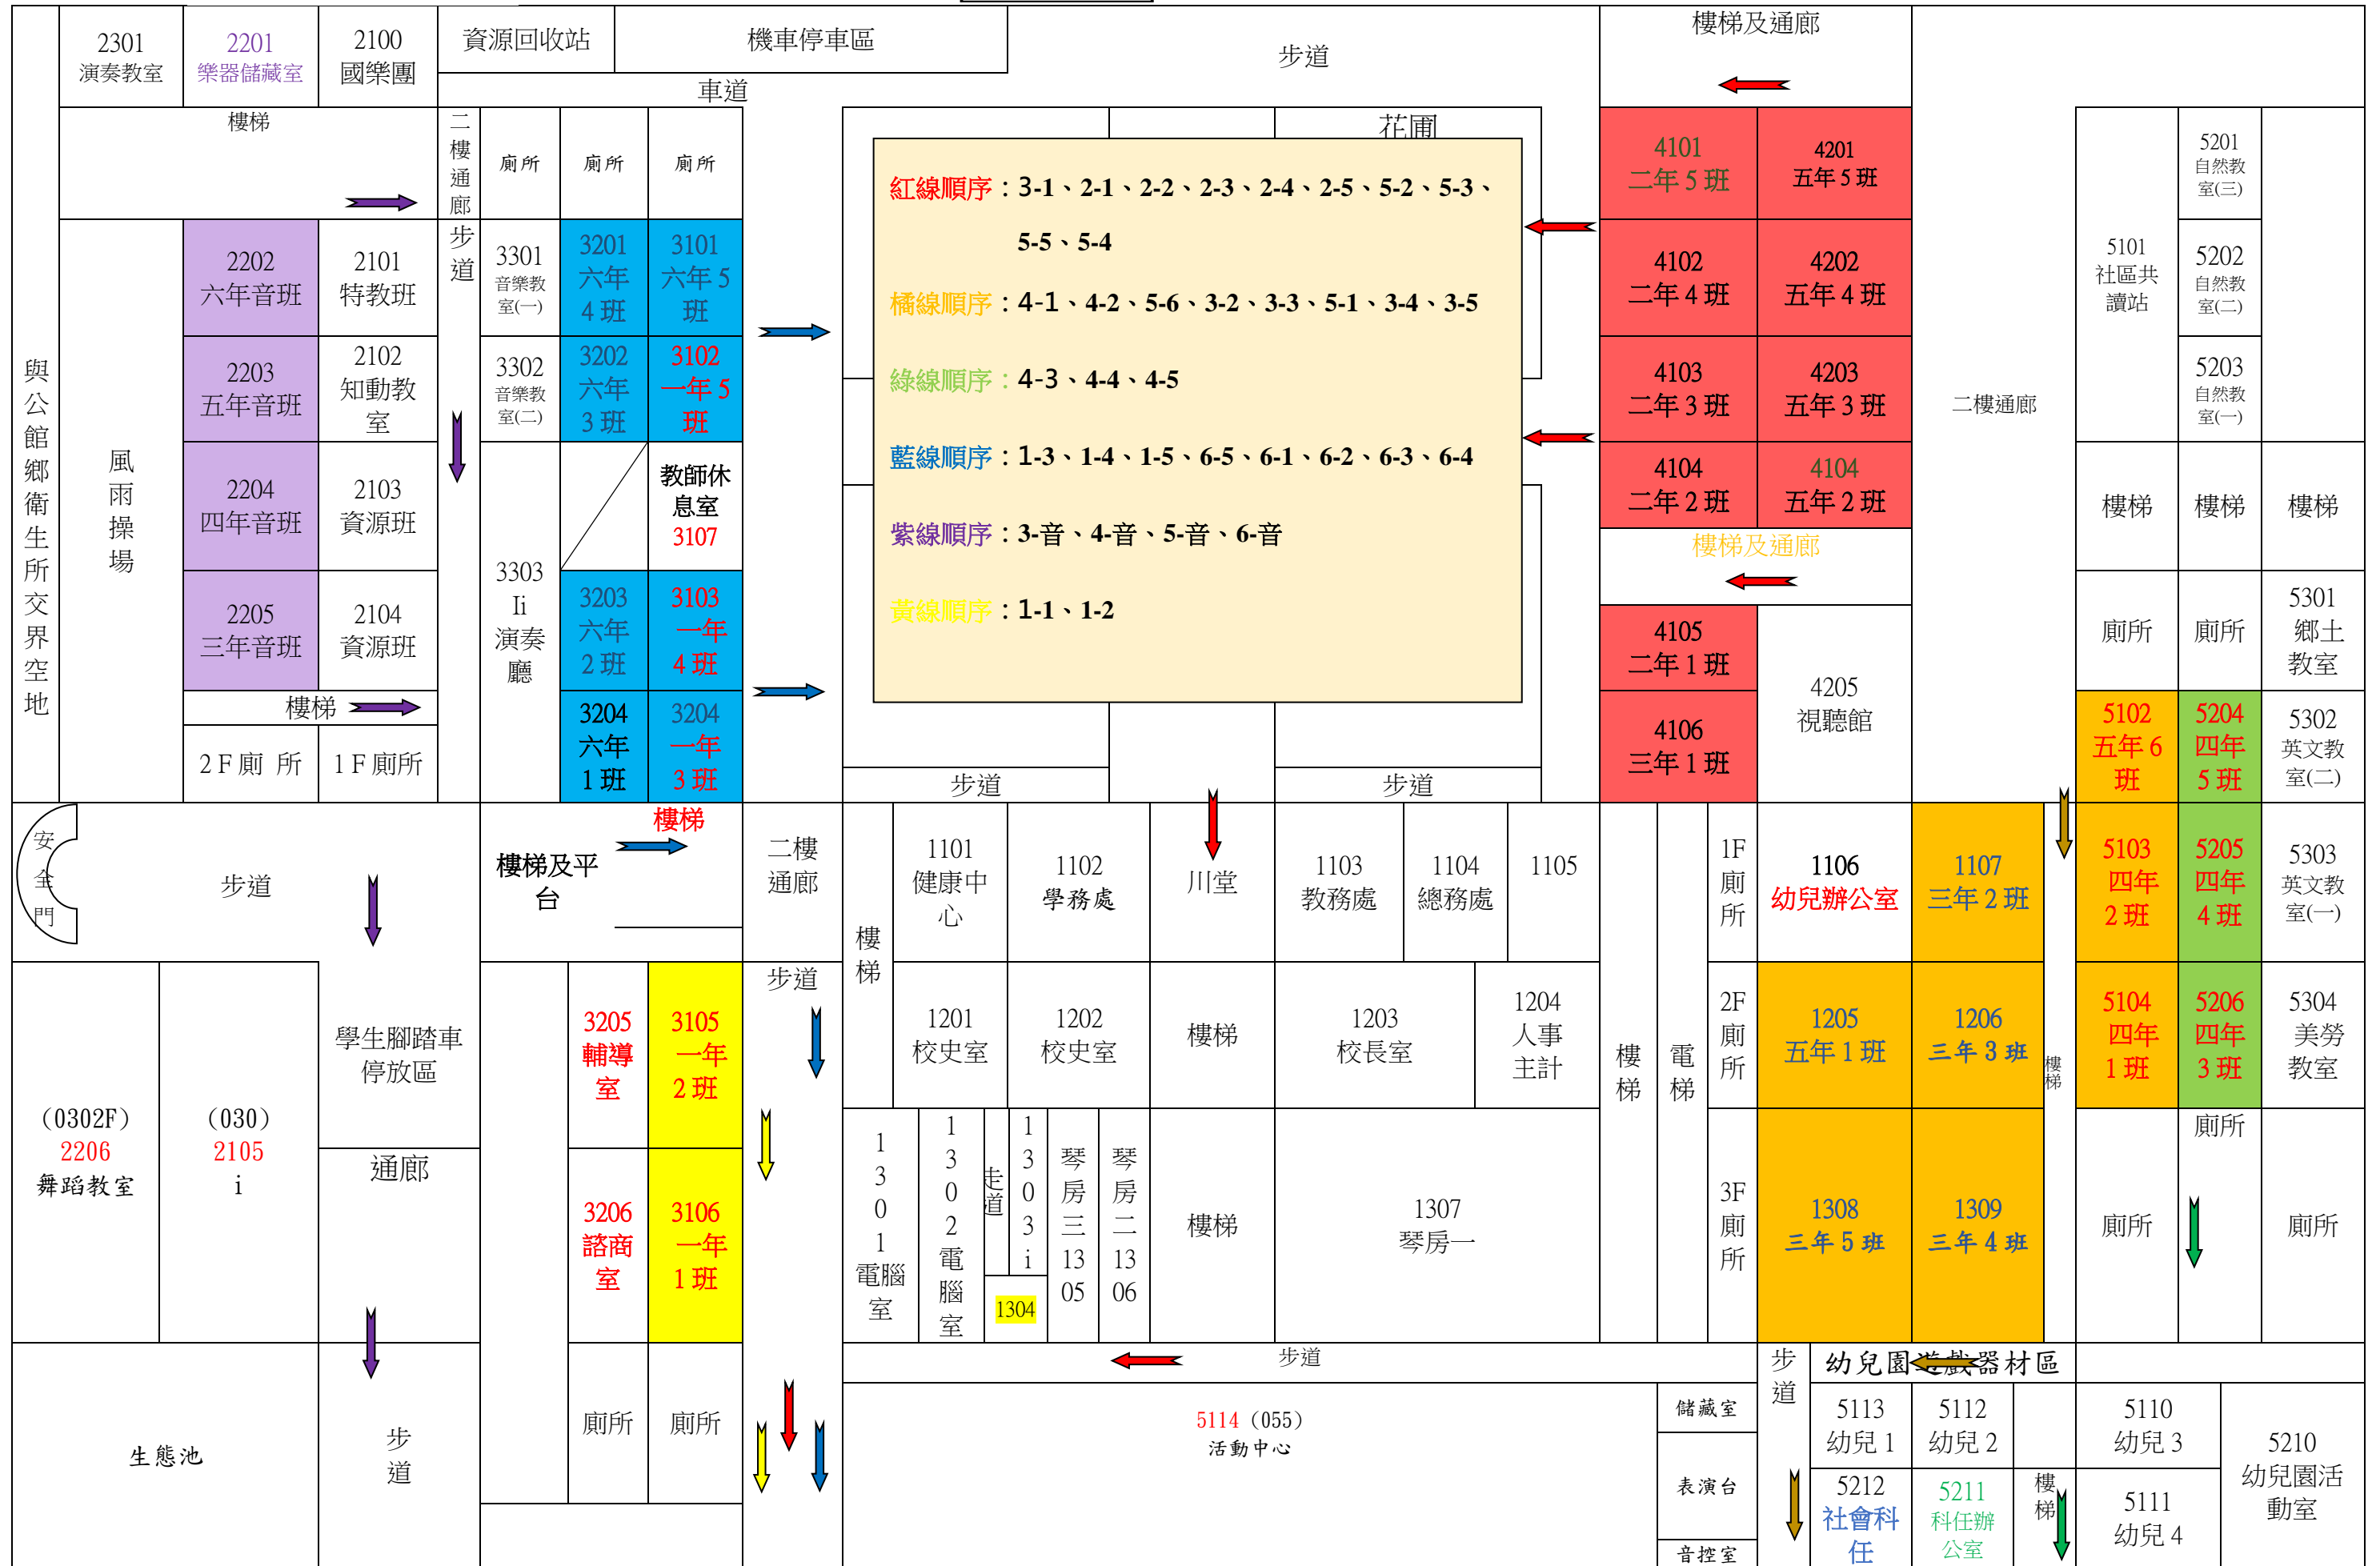 2301
演奏教室
2201
樂器儲藏室
2100
國樂團
資源回收站
機車停車區
步道
樓梯及通廊
車道
與公館鄉衛生所交界空地
樓梯
二樓通廊
步道
廁所
廁所
廁所
花圃
風雨操場
2202
六年音班
2101
特教班
2203
五年音班
2102
知動教
室
2204
四年音班
2103
資源班
2205
三年音班
2104
資源班
樓梯
2F廁 所
1F廁所
3301
音樂教
室(一)
3201
六年
4 班
3101
六年 5
班
3302
音樂教
室(二)
3202
六年
3 班
3102
一年 5
班
教師休
息室
3107
3303
Ii
演奏
廳
3203
六年
2 班
3103
一年
4 班
3204
六年
1 班
3204
一年
3 班
紅線順序：3-1、2-1、2-2、2-3、2-4、2-5、5-2、5-3、
5-5、5-4
橘線順序：4-1、4-2、5-6、3-2、3-3、5-1、3-4、3-5
綠線順序：4-3、4-4、4-5
藍線順序：1-3、1-4、1-5、6-5、6-1、6-2、6-3、6-4
紫線順序：3-音、4-音、5-音、6-音
黃線順序：1-1、1-2
步道
步道
4101
二年 5 班
4201
五年 5 班
4102
二年 4 班
4202
五年 4 班
4103
二年 3 班
4203
五年 3 班
4104
二年 2 班
4104
五年 2 班
樓梯及通廊
4105
二年 1 班
4106
三年 1 班
4205
視聽館
二樓通廊
5101
社區共
讀站
5201
自然教
室(三)
5202
自然教
室(二)
5203
自然教
室(一)
樓梯
樓梯
樓梯
廁所
廁所
5301
鄉土
教室
5102
五年 6
班
5204
四年
5 班
5302
英文教
室(二)
5103
四年
2 班
5205
四年
4 班
5303
英文教
室(一)
5104
四年
1 班
5206
四年
3 班
5304
美勞
教室
廁所
廁所
廁所
安全門
步道
樓梯
樓梯及平
台
二樓
通廊
步道
樓梯
1101
健康中
心
1102
學務處
川堂
1103
教務處
1104
總務處
1105
1F
廁
所
1106
幼兒辦公室
1107
三年 2 班
1201
校史室
1202
校史室
樓梯
1203
校長室
1204
人事
主計
樓梯
電梯
2F
廁
所
1205
五年 1 班
1206
三年 3 班
樓梯
1301
電腦
室
1302
電
腦
室
走道
1303
i
1304
琴
房
三
13
05
琴
房
二
13
06
樓梯
1307
琴房一
3F
廁
所
1308
三年 5 班
1309
三年 4 班
(0302F)
2206
舞蹈教室
(030)
2105
i
學生腳踏車
停放區
通廊
3205
輔導
室
3105
一年
2 班
3206
諮商
室
3106
一年
1 班
生態池
步道
廁所
廁所
步道
5114 (055)
活動中心
儲藏室
表演台
音控室
步道
幼兒園遊戲器材區
5113
幼兒 1
5112
幼兒 2
5110
幼兒 3
5210
幼兒園活
動室
5212
社會科
任
5211
科任辦
公室
樓梯
5111
幼兒 4